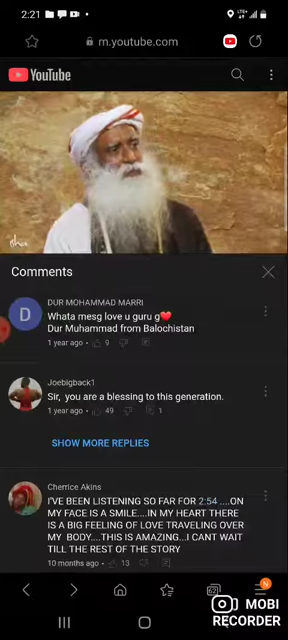 2:21
LTE+
m.youtube.com
YouTube
isha
Comments
D
DUR MOHAMMAD MARRI
Whata mesg love u guru g❤️
Dur Muhammad from Balochistan
1 year ago • 9
Joebigback1
Sir, you are a blessing to this generation.
1 year ago • 49 1
SHOW MORE REPLIES
Cherrice Akins
I'VE BEEN LISTENING SO FAR FOR 2:54 ....ON
MY FACE IS A SMILE....IN MY HEART THERE
IS A BIG FEELING OF LOVE TRAVELING OVER
MY BODY....THIS IS AMAZING...I CANT WAIT
TILL THE REST OF THE STORY
10 months ago • 13
N
MOBI
RECORDER